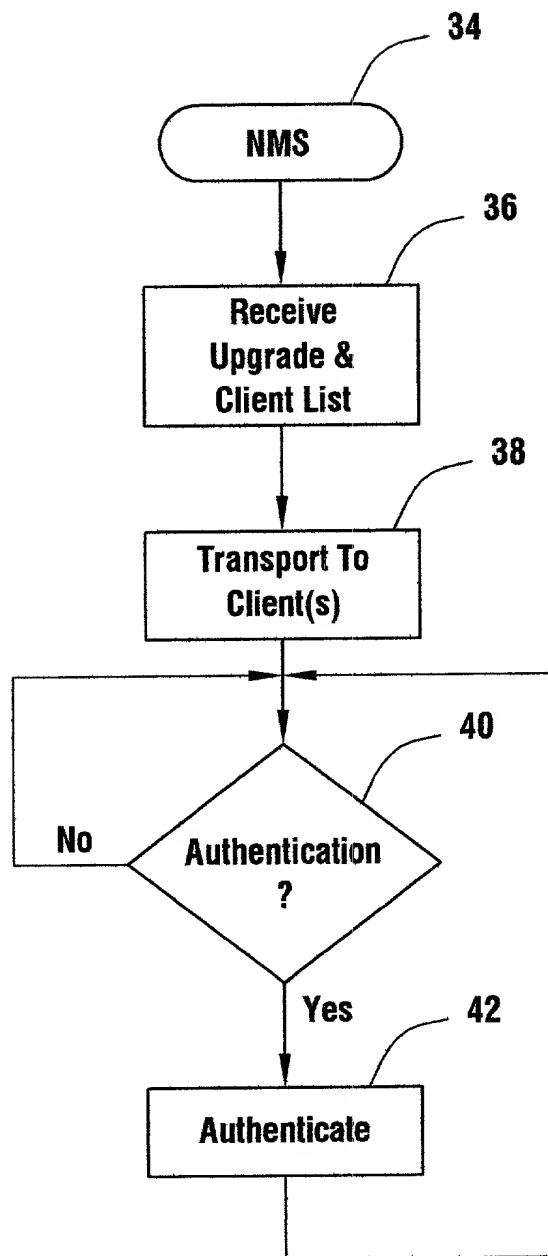 34
NMS
36
Receive
Upgrade &
Client List
38
Transport To
Client(s)
40
No
Authentication
?
Yes
42
Authenticate